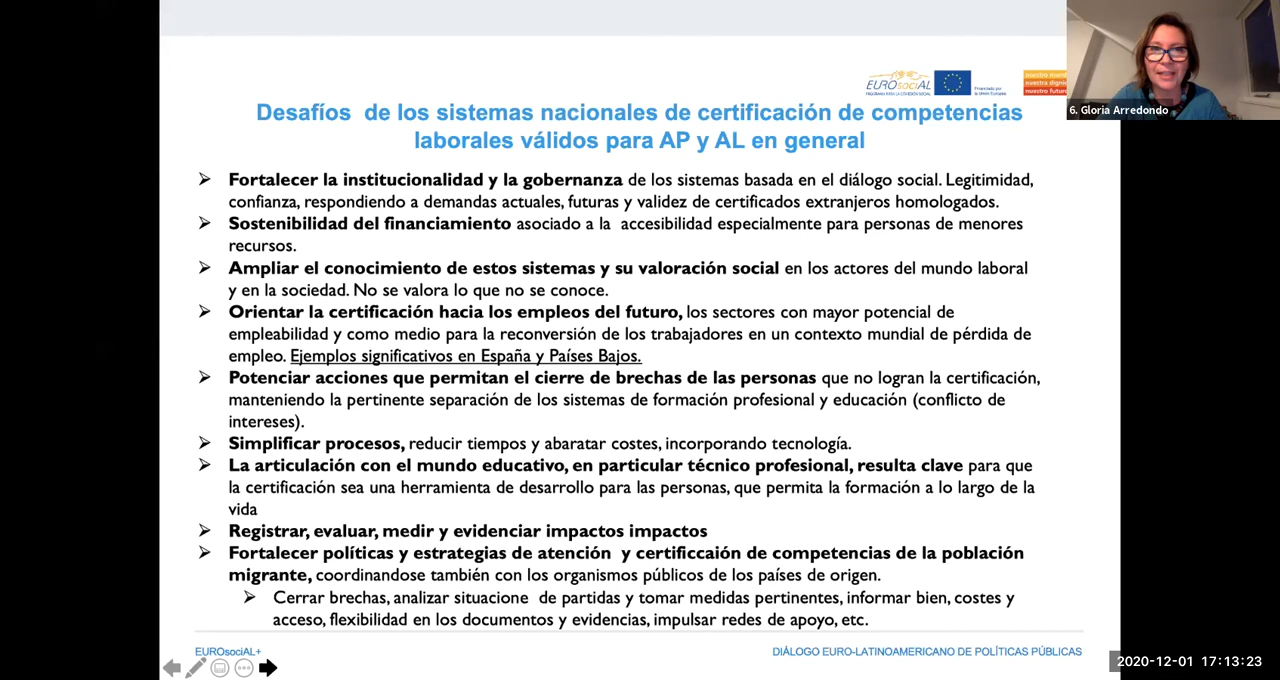 EUROsociAL
PROGRAMA PARA LA COHESIÓN SOCIAL
Financiado por
la Unión Europea
nuestro
nuestra
nuestro
6. Gloria Arredondo
Desafíos de los sistemas nacionales de certificación de competencias
laborales válidos para AP y AL en general
➢ Fortalecer la institucionalidad y la gobernanza de los sistemas basada en el diálogo social. Legitimidad,
confianza, respondiendo a demandas actuales, futuras y validez de certificados extranjeros homologados.
➢ Sostenibilidad del financiamiento asociado a la accesibilidad especialmente para personas de menores
recursos.
➢ Ampliar el conocimiento de estos sistemas y su valoración social en los actores del mundo laboral
y en la sociedad. No se valora lo que no se conoce.
➢ Orientar la certificación hacia los empleos del futuro, los sectores con mayor potencial de
empleabilidad y como medio para la reconversión de los trabajadores en un contexto mundial de pérdida de
empleo. Ejemplos significativos en España y Países Bajos.
➢ Potenciar acciones que permitan el cierre de brechas de las personas que no logran la certificación,
manteniendo la pertinente separación de los sistemas de formación profesional y educación (conflicto de
intereses).
➢ Simplificar procesos, reducir tiempos y abaratar costes, incorporando tecnología.
➢ La articulación con el mundo educativo, en particular técnico profesional, resulta clave para que
la certificación sea una herramienta de desarrollo para las personas, que permita la formación a lo largo de la
vida
➢ Registrar, evaluar, medir y evidenciar impactos impactos
➢ Fortalecer políticas y estrategias de atención y certificcaión de competencias de la población
migrante, coordinandose también con los organismos públicos de los países de origen.
➢ Cerrar brechas, analizar situacione de partidas y tomar medidas pertinentes, informar bien, costes y
acceso, flexibilidad en los documentos y evidencias, impulsar redes de apoyo, etc.
EUROsociAL+
DIÁLOGO EURO-LATINOAMERICANO DE POLÍTICAS PÚBLICAS
2020-12-01 17:13:23